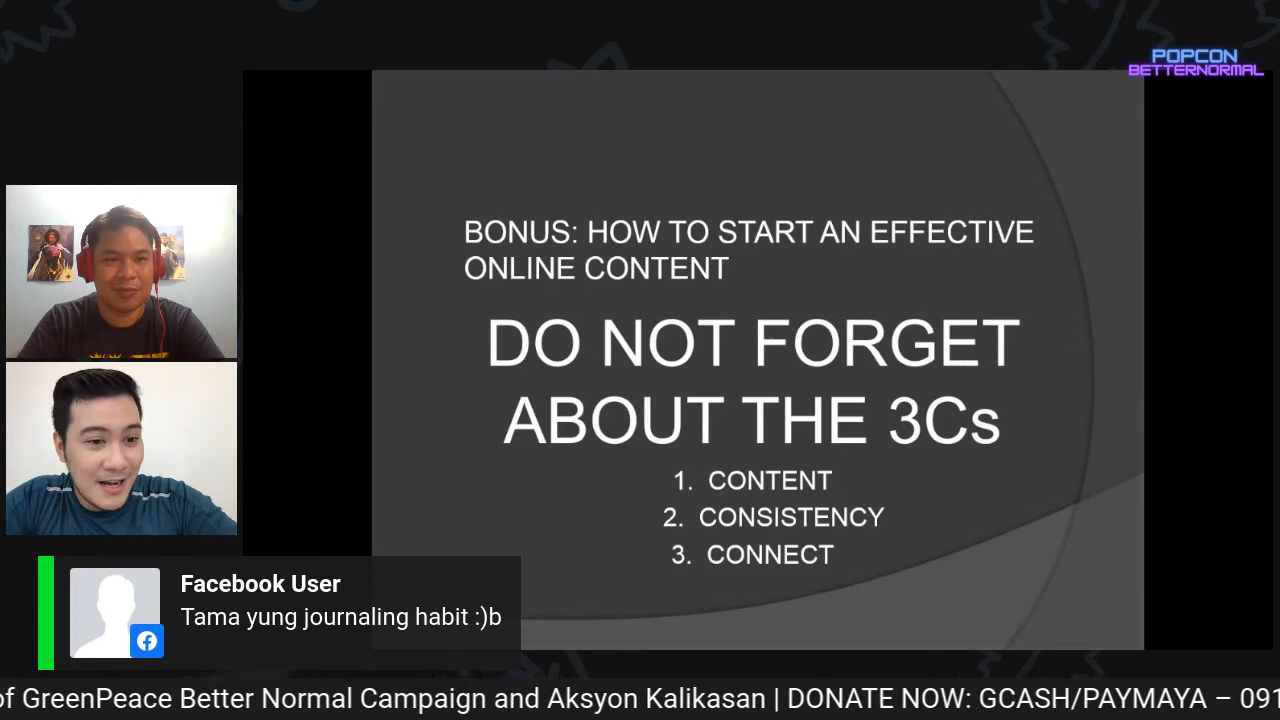 POPCON
BETTERNORMAL
BONUS: HOW TO START AN EFFECTIVE
ONLINE CONTENT
DO NOT FORGET
ABOUT THE 3Cs
1. CONTENT
2. CONSISTENCY
3. CONNECT
Facebook User
Tama yung journaling habit :)b
of GreenPeace Better Normal Campaign and Aksyon Kalikasan | DONATE NOW: GCASH/PAYMAYA – 091